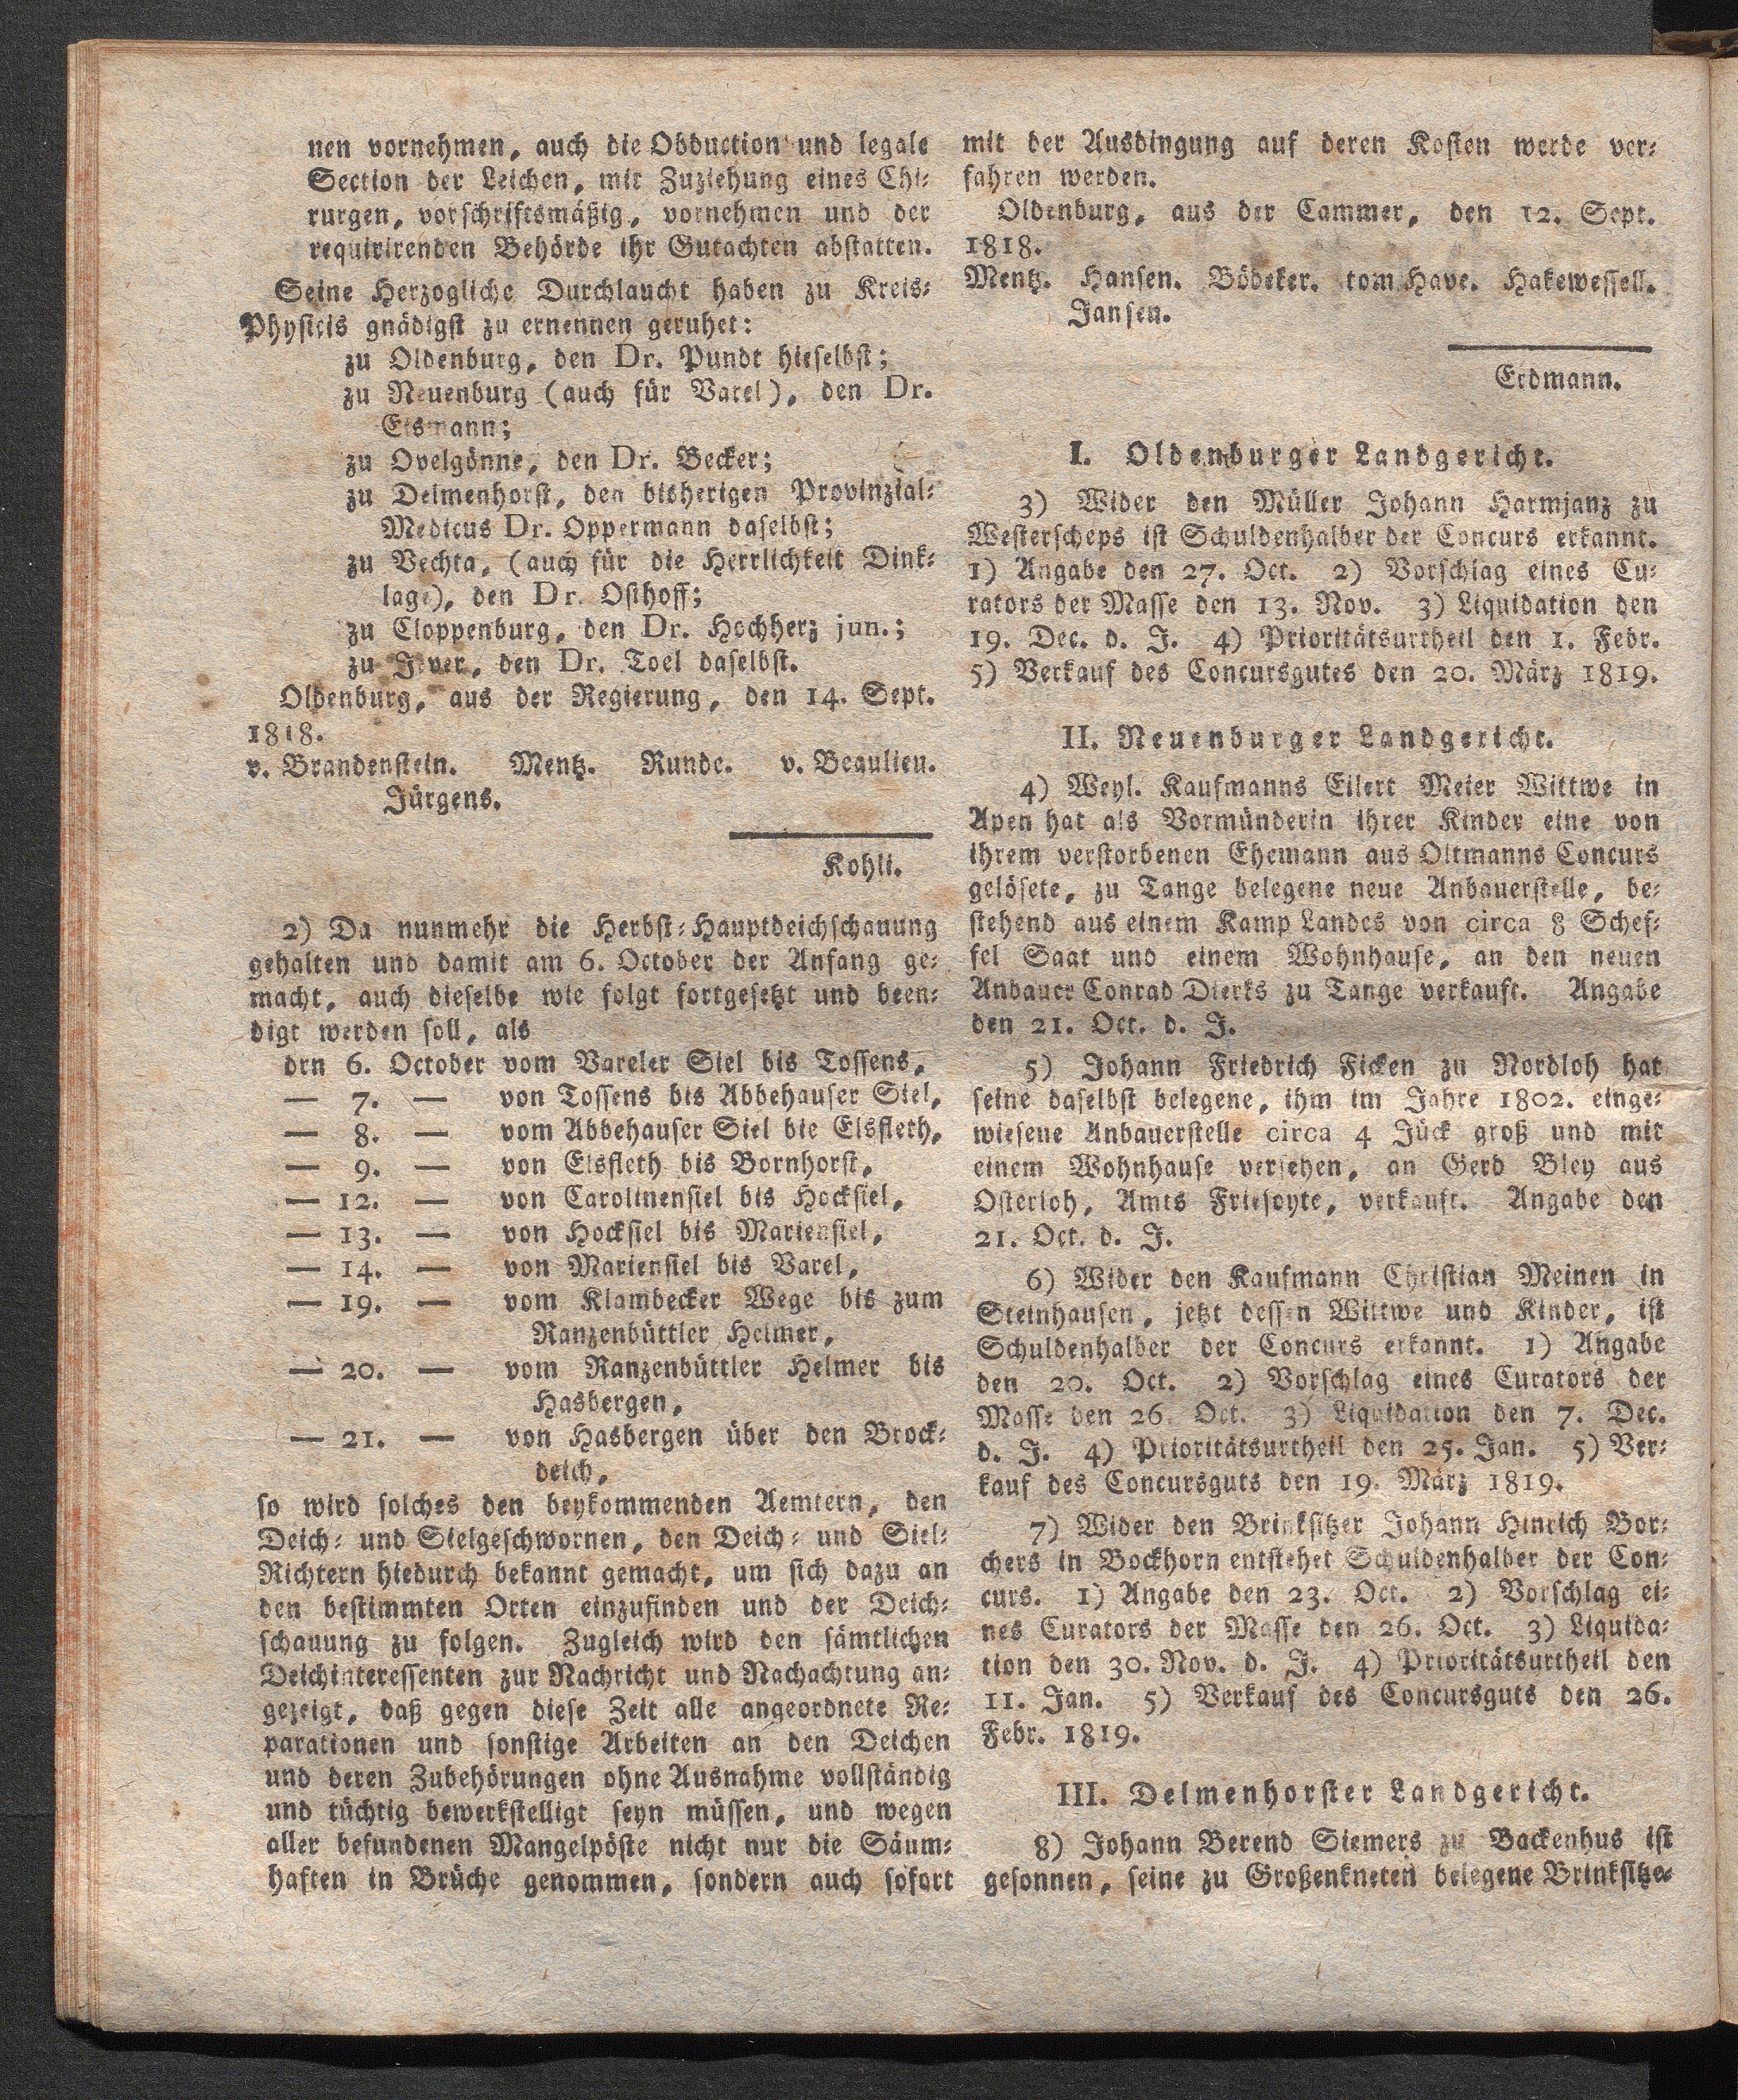 nen vornehmen, auch die Obduction und legale
Section der Leichen, mit Zuziehung eines Chi-
rurgen, vorschriftsmäßig, vornehmen und der
requirirenden Behörde ihr Gutachten abstatten.
Seine Herzogliche Durchlaucht haben zu Kreis-
Physicis gnädigst zu ernennen geruhet:
zu Oldenburg, den Dr. Pundt hieselbst;
zu Neuenburg (auch für Varel), den Dr.
Eismann;
zu Ovelgönne, den Dr. Becker;
zu Delmenhorst, den bisherigen Provinzial-
Medicus Dr. Oppermann daselbst;
zu Vechta, (auch für die Herrlichkeit Dink-
lage), den Dr. Osthoff;
zu Cloppenburg, den Dr. Hochherz jun.;
zu Jever, den Dr. Toel daselbst.
Oldenburg, aus der Regierung, den 14. Sept.
1818.
v. Brandenstein. Mentz. Runde. v. Beaulieu.
Jürgens.
Kohli.
2) Da nunmehr die Herbst-Hauptdeichschauung
gehalten und damit am 6. October der Anfang ge-
macht, auch dieselbe wie folgt fortgesetzt und been-
digt werden soll, als
den 6. October vom Vareler Siel bis Tossens,
— 7. — von Tossens bis Abbehauser Siel,
— 8. — vom Abbehauser Siel bie Elsfleth,
— 9. — von Elsfleth bis Bornhorst,
— 12. — von Carolinensiel bis Hocksiel,
— 13. — von Hocksiel bis Mariensiel,
— 14. — von Mariensiel bis Varel,
— 19. — vom Klambecker Wege bis zum
Ranzenbüttler Helmer,
— 20. — vom Ranzenbüttler Helmer bis
Hasbergen,
— 21. — von Hasbergen über den Brock-
deich,
so wird solches den beykommenden Aemtern, den
Deich- und Sielgeschwornen, den Deich- und Siel-
Richtern hiedurch bekannt gemacht, um sich dazu an
den bestimmten Orten einzufinden und der Deich-
schauung zu folgen. Zugleich wird den sämtlichen
Deichinteressenten zur Nachricht und Nachachtung an-
gezeigt, daß gegen diese Zeit alle angeordnete Re-
parationen und sonstige Arbeiten an den Deichen
und deren Zubehörungen ohne Ausnahme vollständig
und tüchtig bewerkstelligt seyn müssen, und wegen
aller befundenen Mangelpöste nicht nur die Säum-
haften in Brüche genommen, sondern auch sofort
mit der Ausdingung auf deren Kosten werde ver-
fahren werden.
Oldenburg, aus der Cammer, den 12. Sept.
1818.
Mentz. Hansen. Bödeker. tom Have. Hakewessell.
Jansen.
Erdmann.
I. Oldenburger Landgericht.
3) Wider den Müller Johann Harmjanz zu
Westerscheps ist Schuldenhalber der Concurs erkannt.
1) Angabe den 27. Oct. 2) Vorschlag eines Cu-
rators der Masse den 13. Nov. 3) Liquidation den
19. Dec. d. J. 4) Prioritätsurtheil den 1. Febr.
5) Verkauf des Concursgutes den 20. März 1819.
II. Neuenburger Landgericht.
4) Weyl. Kaufmanns Eilert Meier Wittwe in
Apen hat als Vormünderin ihrer Kinder eine von
ihrem verstorbenen Ehemann aus Oltmanns Concurs
gelösete, zu Tange belegene neue Anbauerstelle, be-
stehend aus einem Kamp Landes von circa 8 Schef-
fel Saat und einem Wohnhause, an den neuen
Anbauer Conrad Dierks zu Tange verkauft. Angabe
den 21. Oct. d. J.
5) Johann Friedrich Ficken zu Nordloh hat
seine daselbst belegene, ihm im Jahre 1802. einge-
wiesene Anbauerstelle circa 4 Jück groß und mit
einem Wohnhause versehen, an Gerd Bley aus
Osterloh, Amts Friesoyte, verkauft. Angabe den
21. Oct. d. J.
6) Wider den Kaufmann Christian Meinen in
Steinhausen, jetzt dessen Wittwe und Kinder, ist
Schuldenhalber der Concurs erkannt. 1) Angabe
den 20. Oct. 2) Vorschlag eines Curators der
Masse den 26. Oct. 3) Liquidation den 7. Dec.
d. J. 4) Prioritätsurtheil den 25. Jan. 5) Ver-
kauf des Concursguts den 19. März 1819.
7) Wider den Brinksitzer Johann Hinrich Bor-
chers in Bockhorn entstehet Schuldenhalber der Con-
curs. 1) Angabe den 23. Oct. 2) Vorschlag ei-
nes Curators der Masse den 26. Oct. 3) Liquida-
tion den 30. Nov. d. J. 4) Prioritätsurtheil den
11. Jan. 5) Verkauf des Concursguts den 26.
Febr. 1819.
III. Delmenhorster Landgericht.
8) Johann Berend Siemers zu Backenhus ist
gesonnen, seine zu Großenkneten belegene Brinksitze-